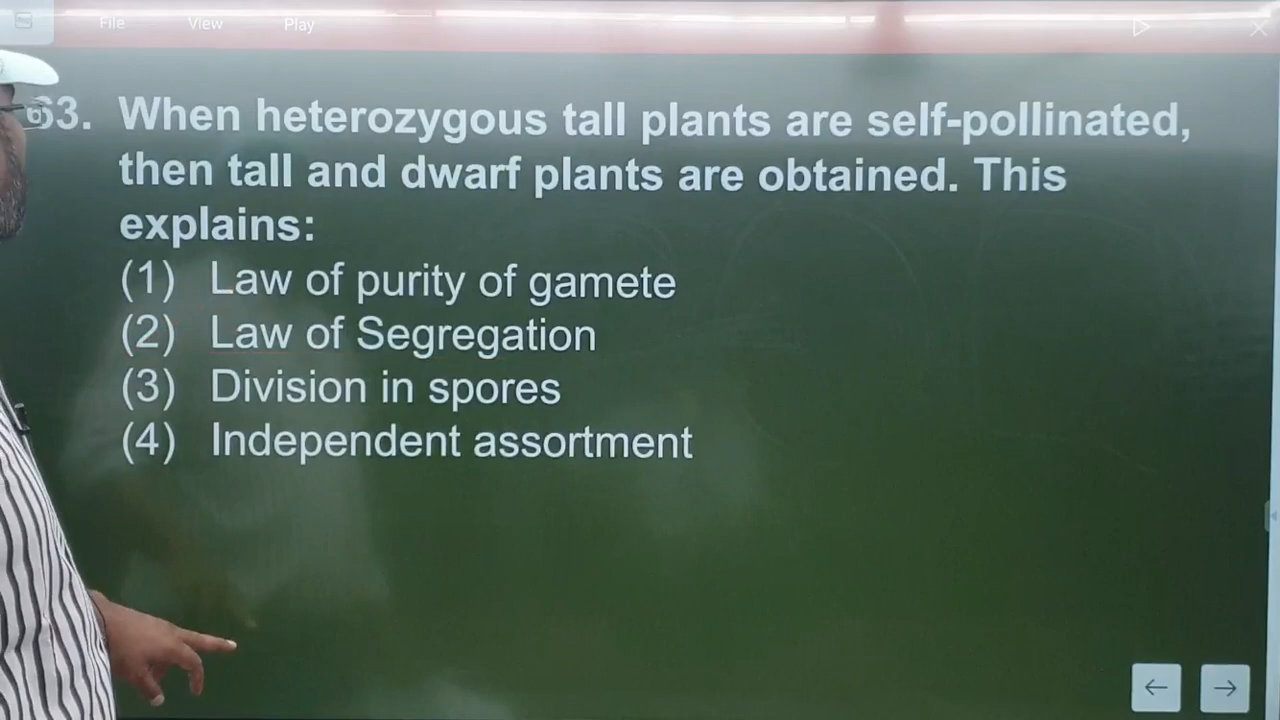 File View Play
63. When heterozygous tall plants are self-pollinated,
then tall and dwarf plants are obtained. This
explains:
(1) Law of purity of gamete
(2) Law of Segregation
(3) Division in spores
(4) Independent assortment